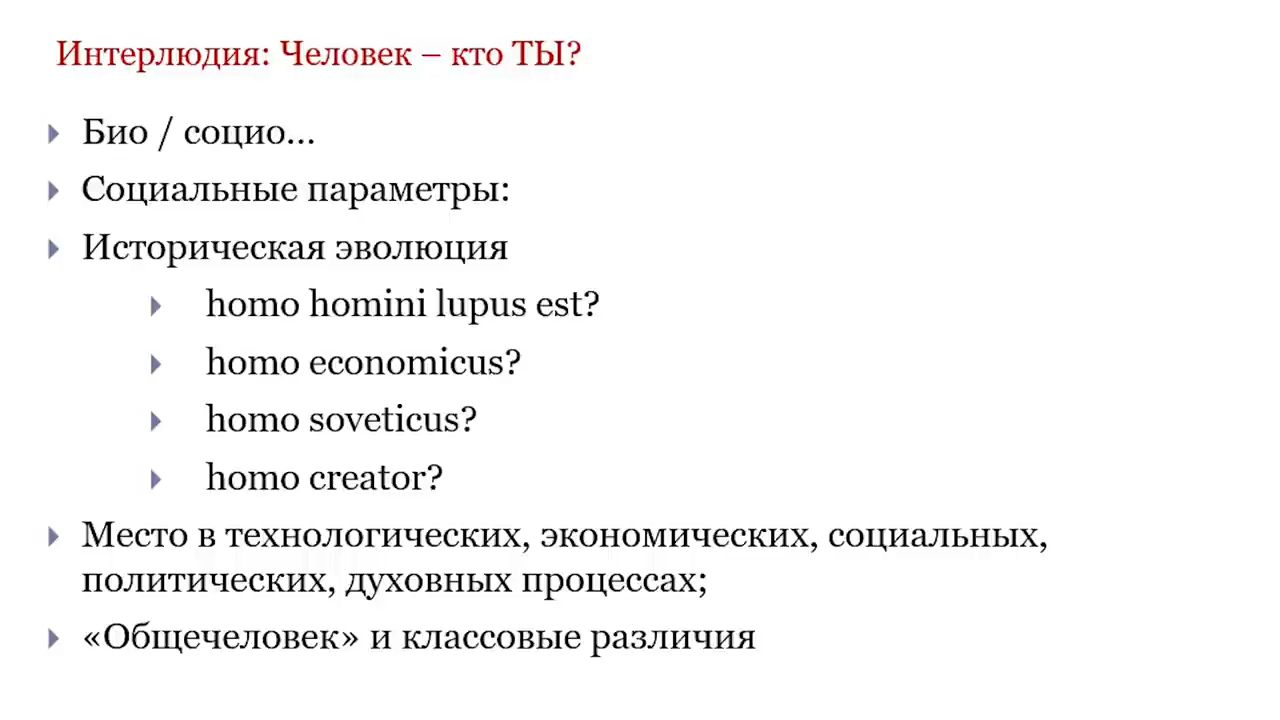 Интерлюдия: Человек – кто ТЫ?
Био / социо...
Социальные параметры:
Историческая эволюция
homo homini lupus est?
homo economicus?
homo soveticus?
homo creator?
Место в технологических, экономических, социальных,
политических, духовных процессах;
«Общечеловек» и классовые различия